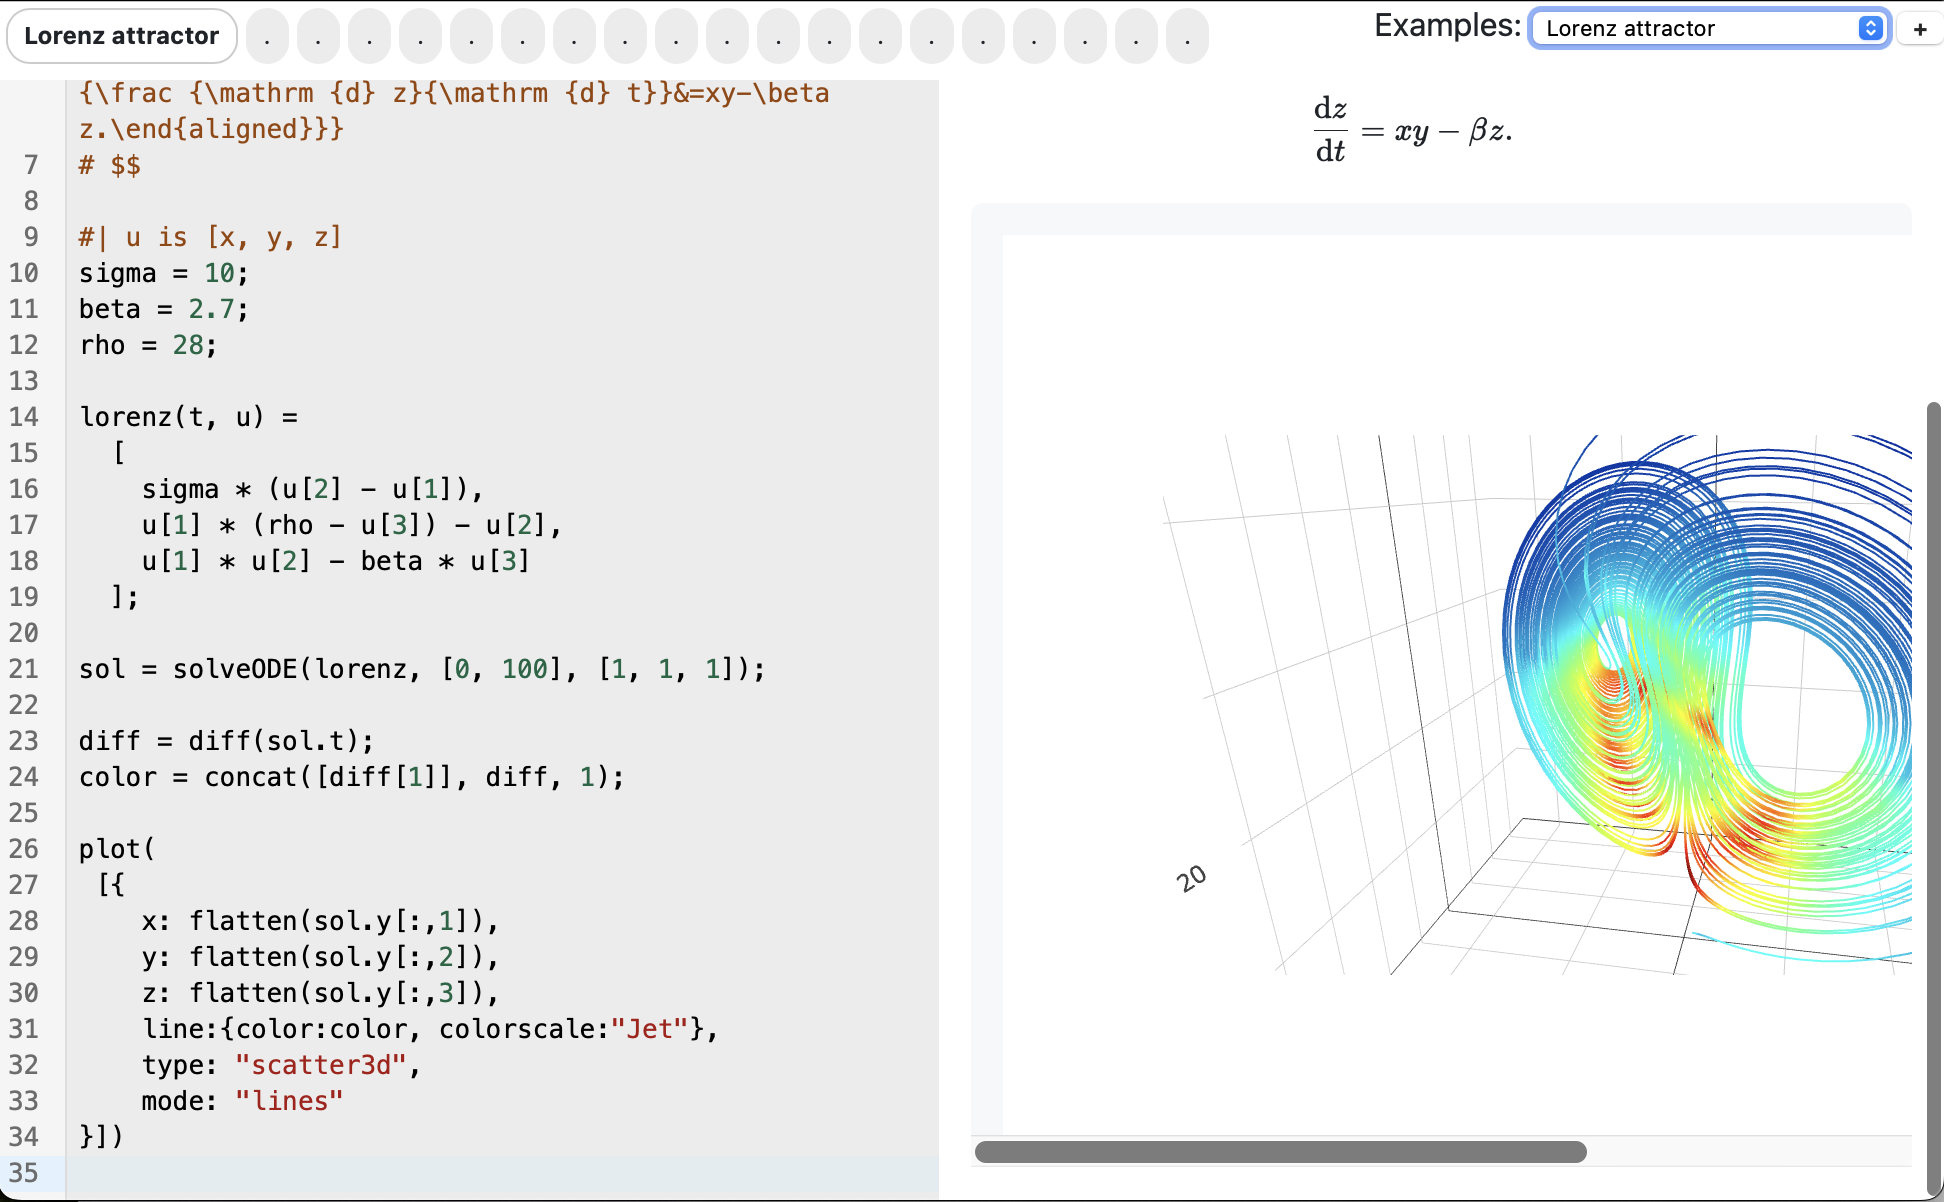 Lorenz attractor . . . . . . . . . . . . . . . . . . . Examples: Lorenz attractor +
{\frac {\mathrm {d} z}{\mathrm {d} t}}&=xy-\beta
z.\end{aligned}}}
7 # $$
8
9 #| u is [x, y, z]
10 sigma = 10;
11 beta = 2.7;
12 rho = 28;
13
14 lorenz(t, u) =
15 [
16 sigma * (u[2] - u[1]),
17 u[1] * (rho - u[3]) - u[2],
18 u[1] * u[2] - beta * u[3]
19 ];
20
21 sol = solveODE(lorenz, [0, 100], [1, 1, 1]);
22
23 diff = diff(sol.t);
24 color = concat([diff[1]], diff, 1);
25
26 plot(
27 [{
28 x: flatten(sol.y[:,1]),
29 y: flatten(sol.y[:,2]),
30 z: flatten(sol.y[:,3]),
31 line:{color:color, colorscale:"Jet"},
32 type: "scatter3d",
33 mode: "lines"
34 }])
35
dz/dt = xy − βz.
20